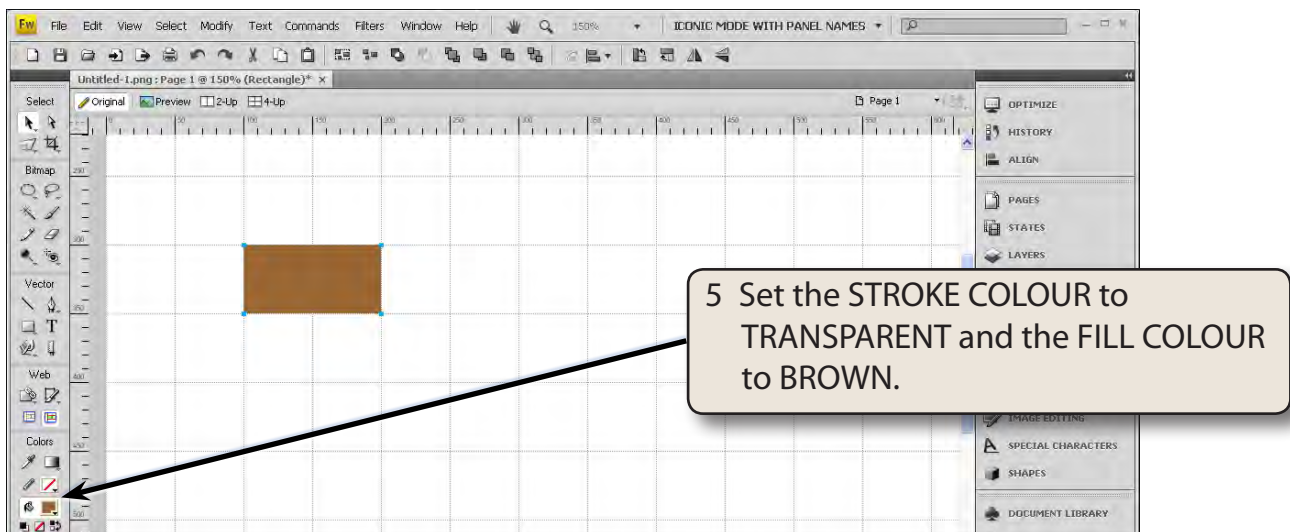 Fw File Edit View Select Modify Text Commands Filters Window Help 150% ICONIC MODE WITH PANEL NAMES
Untitled-1.png : Page 1 @ 150% (Rectangle)* ×
Select
Original Preview 2-Up 4-Up Page 1
Bitmap
Vector
Web
Colors
OPTIMIZE
HISTORY
ALIGN
PAGES
STATES
LAYERS
5 Set the STROKE COLOUR to
TRANSPARENT and the FILL COLOUR
to BROWN.
IMAGE EDITING
SPECIAL CHARACTERS
SHAPES
DOCUMENT LIBRARY